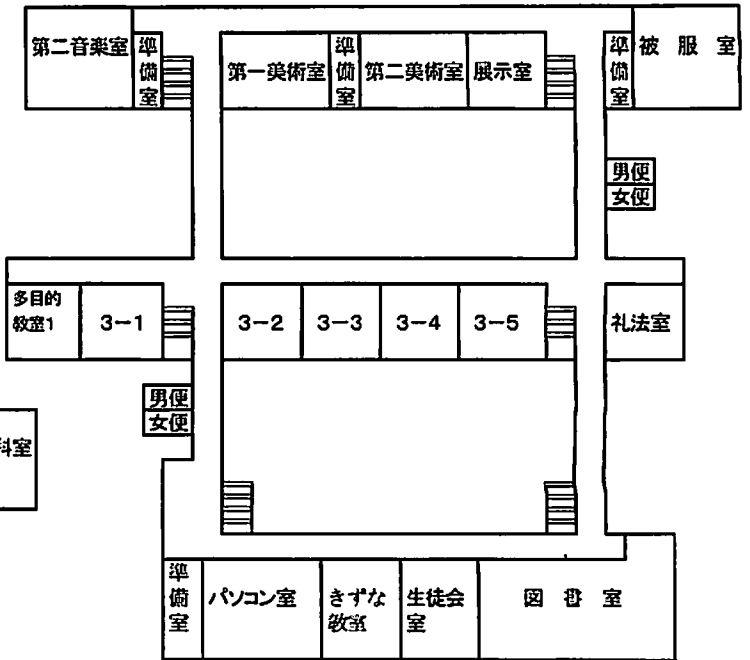 第二音楽室
準備室
第一美術室
準備室
第二美術室
展示室
準備室
被服室
男便
女便
多目的
教室1
3-1
3-2
3-3
3-4
3-5
礼法室
男便
女便
科室
準備室
パソコン室
きずな
教室
生徒会
室
図書室